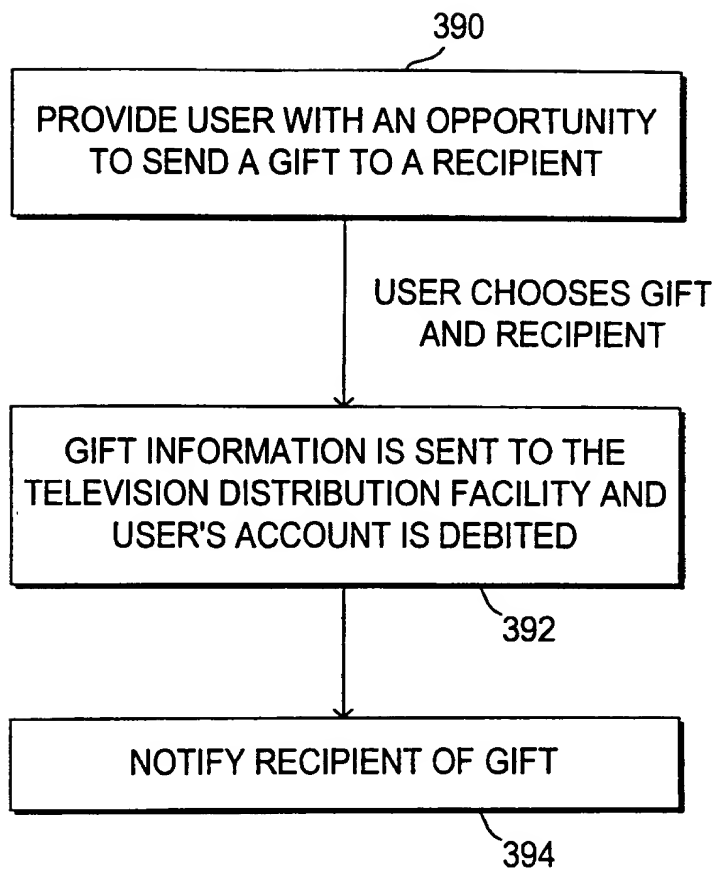 390
PROVIDE USER WITH AN OPPORTUNITY
TO SEND A GIFT TO A RECIPIENT
USER CHOOSES GIFT
AND RECIPIENT
GIFT INFORMATION IS SENT TO THE
TELEVISION DISTRIBUTION FACILITY AND
USER'S ACCOUNT IS DEBITED
392
NOTIFY RECIPIENT OF GIFT
394